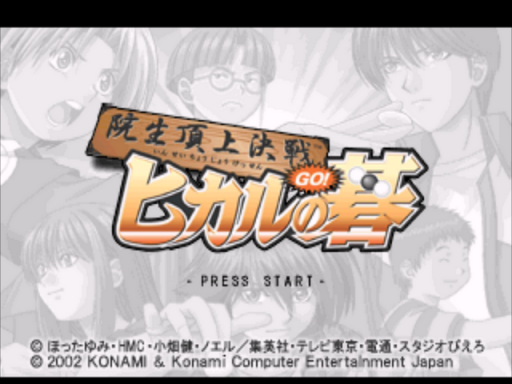 院生頂上決戦™
いんせいちょうじょうけっせん
ヒカルの碁
GO!
- PRESS START -
© ほったゆみ・HMC・小畑健・ノエル／集英社・テレビ東京・電通・スタジオぴえろ
© 2002 KONAMI & Konami Computer Entertainment Japan